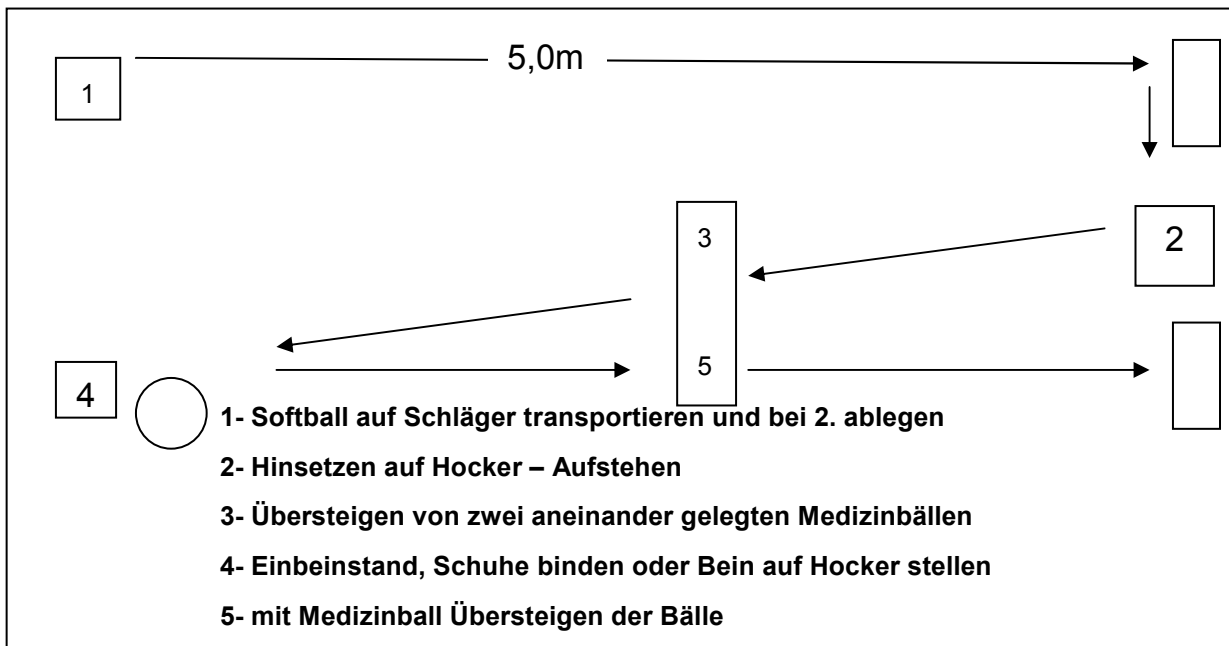 5,0m
1
2
3
4
5
1- Softball auf Schläger transportieren und bei 2. ablegen
2- Hinsetzen auf Hocker – Aufstehen
3- Übersteigen von zwei aneinander gelegten Medizinbällen
4- Einbeinstand, Schuhe binden oder Bein auf Hocker stellen
5- mit Medizinball Übersteigen der Bälle